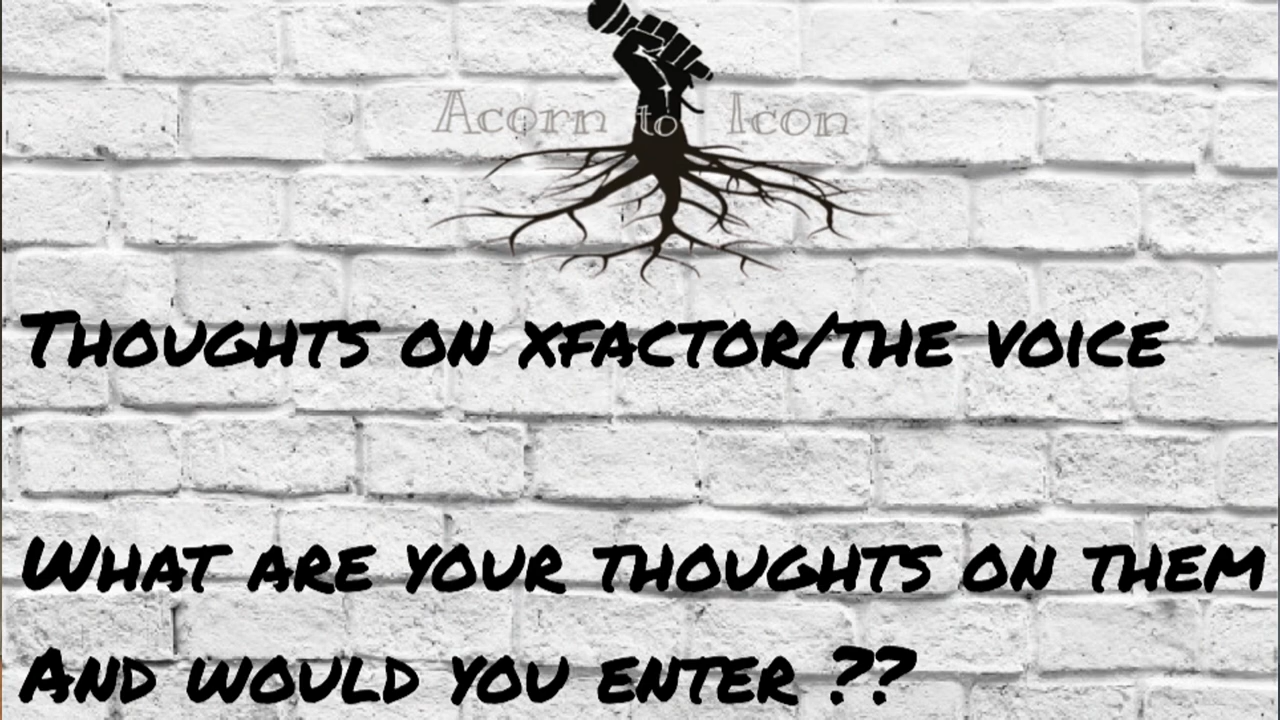 Acorn to Icon
Thoughts on xfactor/the voice
What are your thoughts on them
And would you enter ??